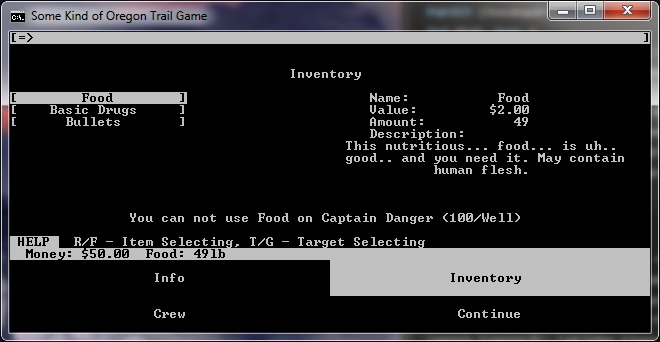 Some Kind of Oregon Trail Game
[=> ]
Inventory
[ Food ]
[ Basic Drugs ]
[ Bullets ]
Name: Food
Value: $2.00
Amount: 49
Description:
This nutritious... food... is uh..
good.. and you need it. May contain
human flesh.
You can not use Food on Captain Danger (100/Well)
HELP R/F - Item Selecting, T/G - Target Selecting
Money: $50.00 Food: 49lb
Info Inventory
Crew Continue